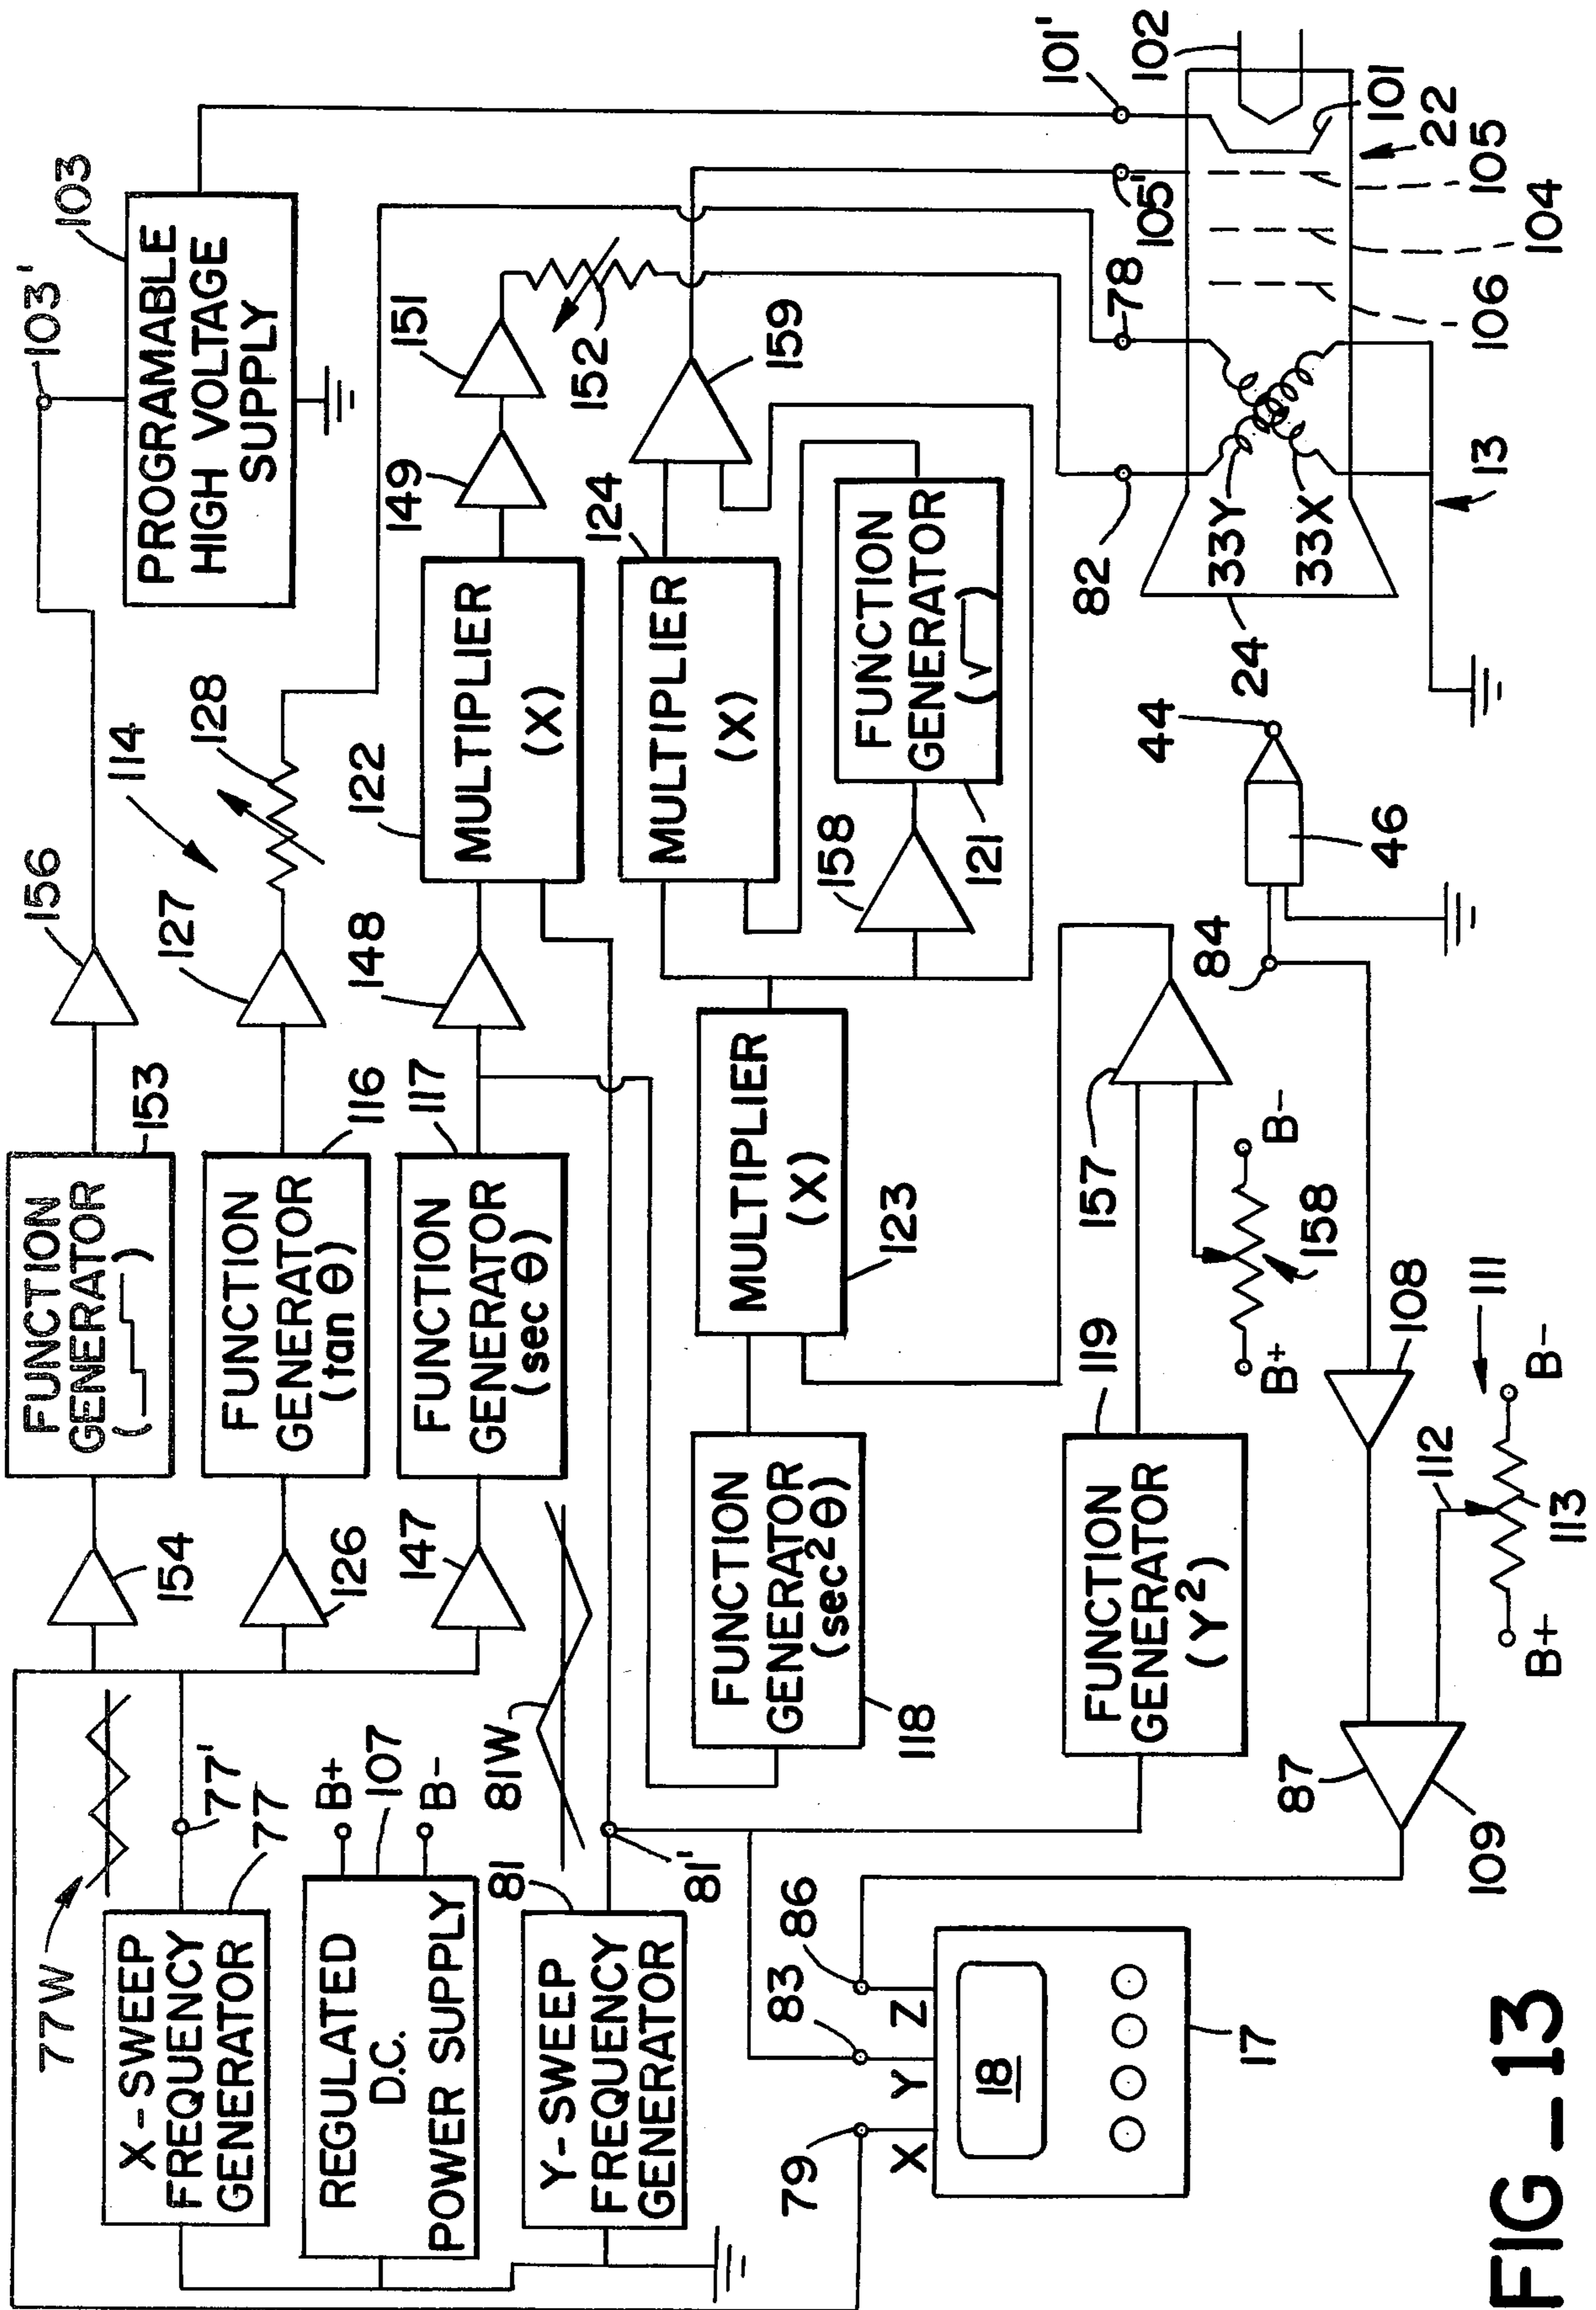 103'
103
PROGRAMABLE
HIGH VOLTAGE
SUPPLY
101'
102
101
22
105
104
105'
106
78
82
33Y
33X
24
13
156
114
128
127
151
149
152
159
122
MULTIPLIER
(X)
124
MULTIPLIER
(X)
FUNCTION
GENERATOR
(√‾)
158
121
148
44
46
84
153
FUNCTION
GENERATOR
( )
154
116
FUNCTION
GENERATOR
(tan θ)
126
117
FUNCTION
GENERATOR
(sec θ)
147
MULTIPLIER
(X)
123
157
B-
158
B+
FUNCTION
GENERATOR
(sec² θ)
118
119
FUNCTION
GENERATOR
(Y²)
108
111
B-
112
113
B+
87
109
77W
77'
77
X-SWEEP
FREQUENCY
GENERATOR
B+
107
B-
REGULATED
D.C.
POWER SUPPLY
81W
81
81'
Y-SWEEP
FREQUENCY
GENERATOR
86
83
79
X Y Z
18
17
FIG-13